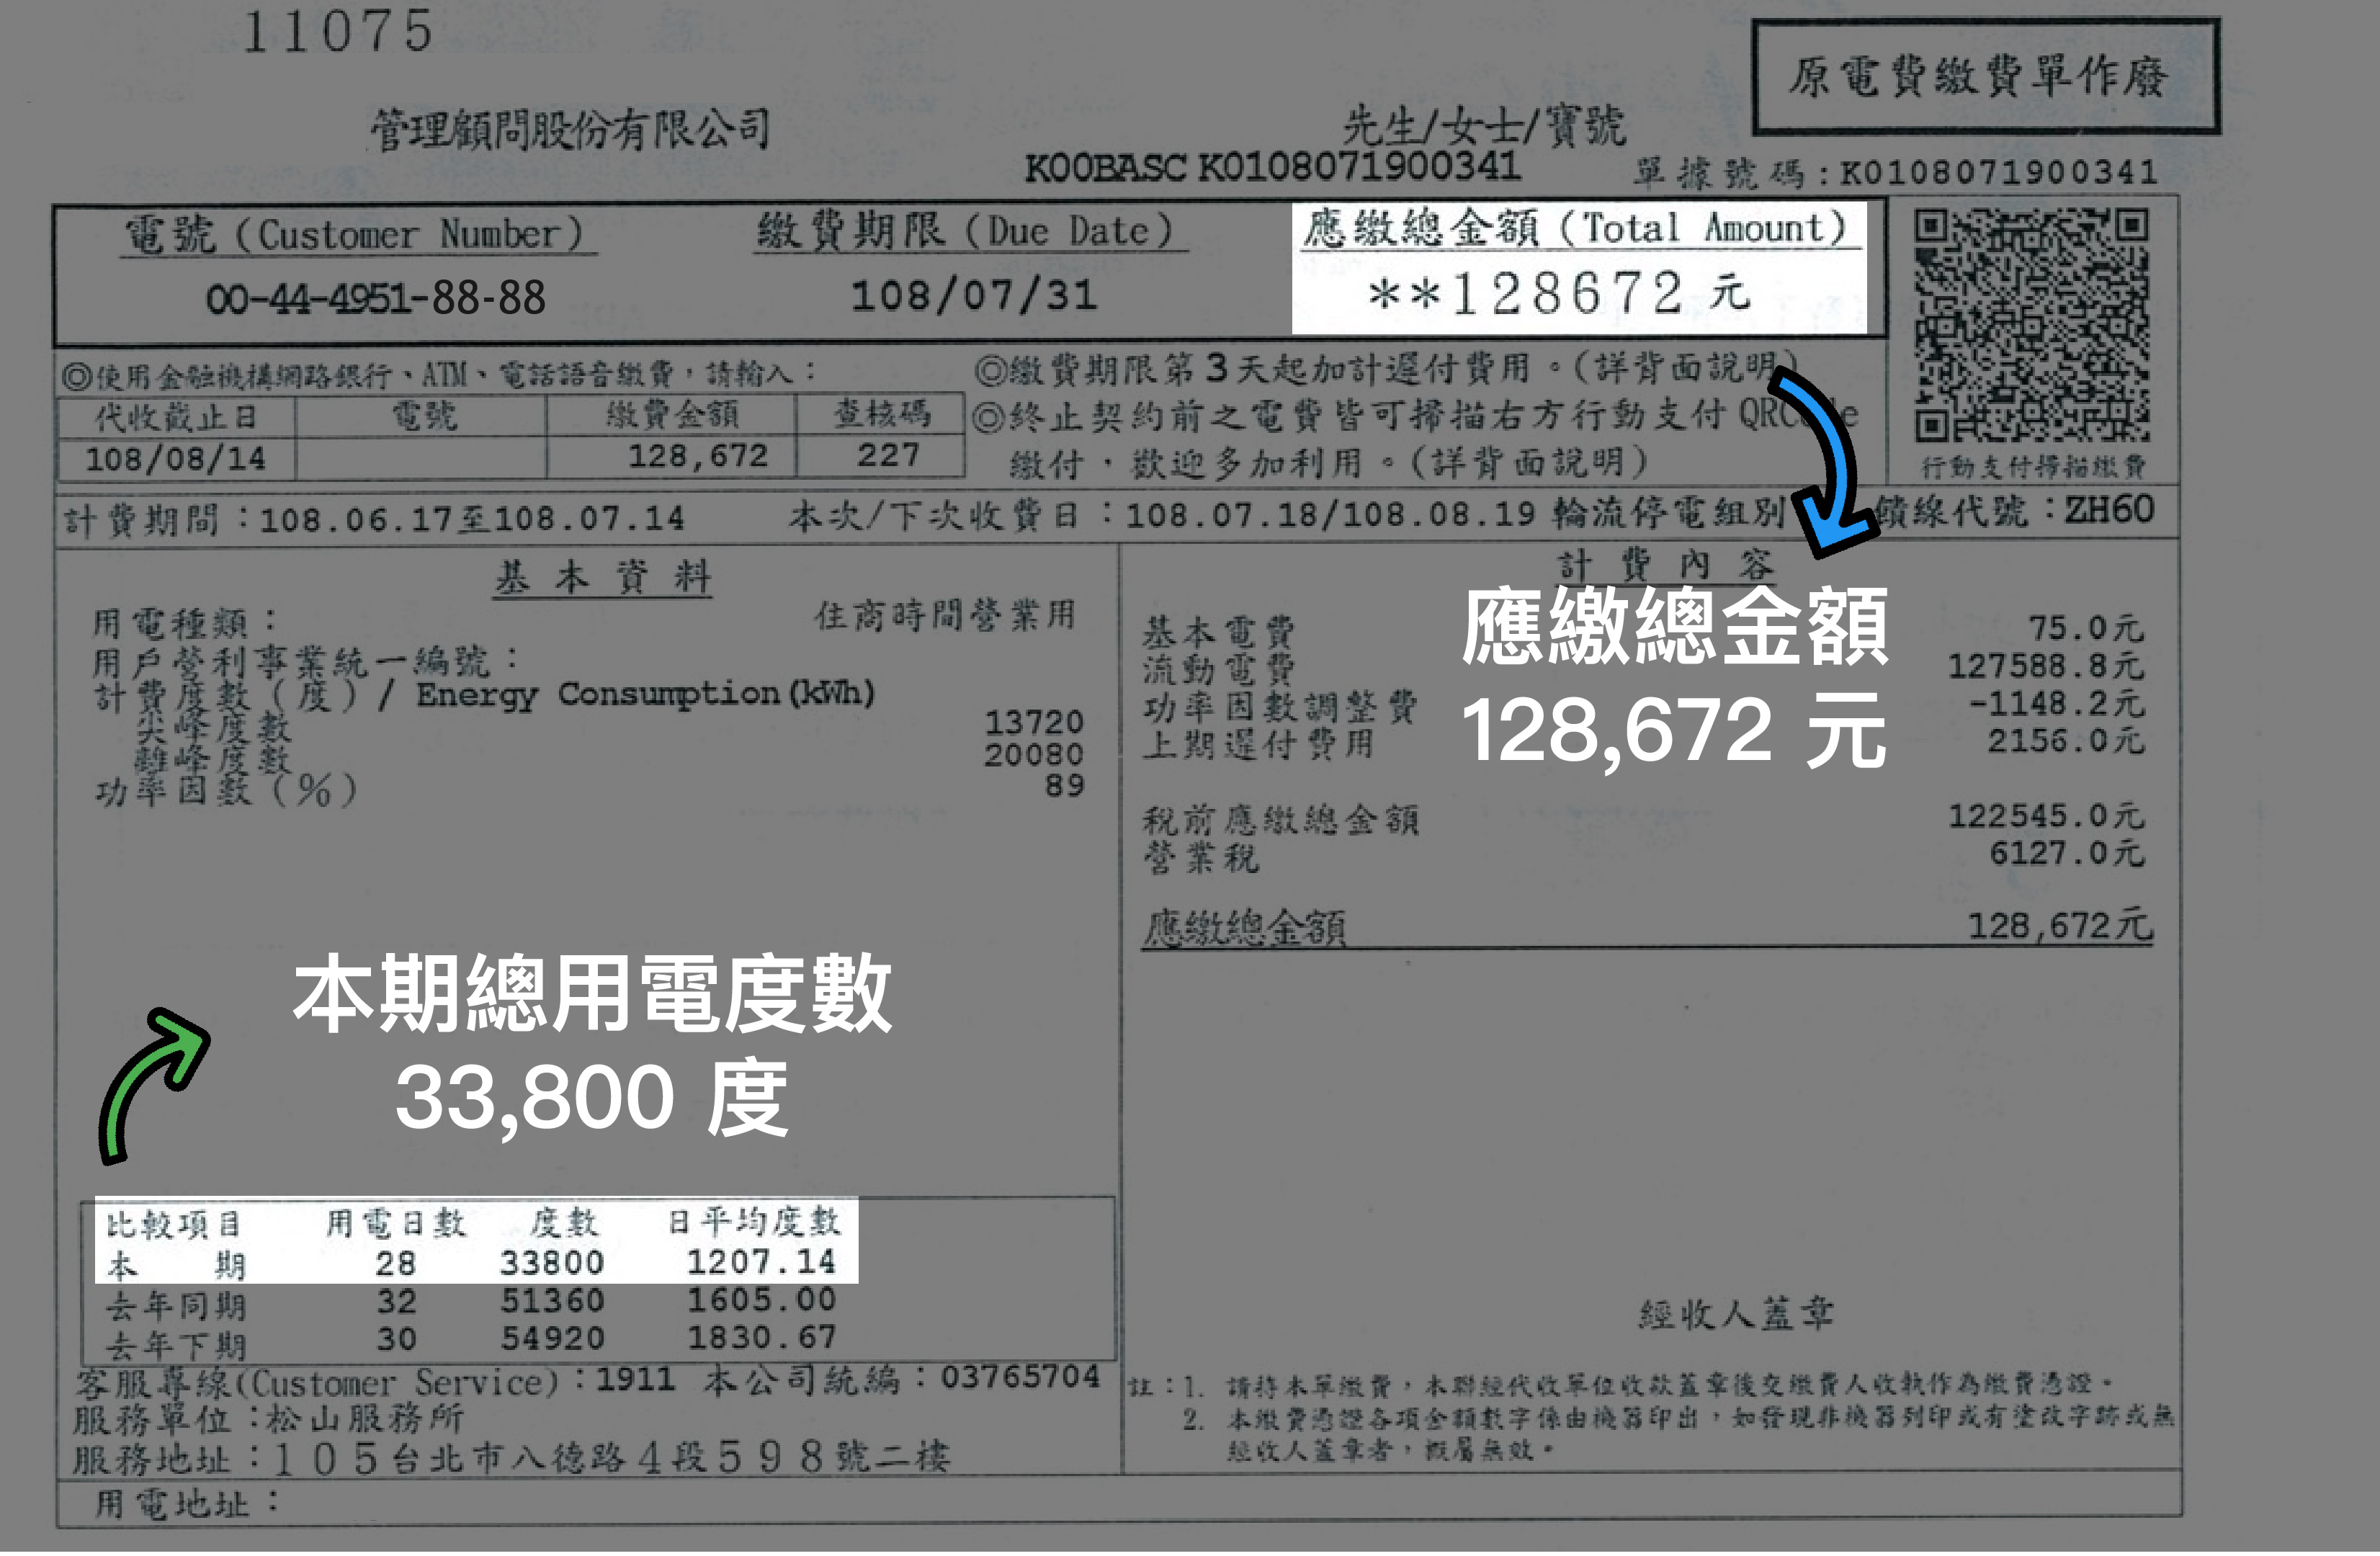 11075
原電費繳費單作廢
管理顧問股份有限公司
先生/女士/寶號
K00BASC K0108071900341
單據號碼:K0108071900341
電號(Customer Number)
00-44-4951-88-88
繳費期限(Due Date)
108/07/31
應繳總金額(Total Amount)
**128672元
◎使用金融機構網路銀行、ATM、電話語音繳費,請輸入:
代收截止日 電號 繳費金額 查核碼
108/08/14 128,672 227
◎繳費期限第3天起加計遲付費用。(詳背面說明)
◎終止契約前之電費皆可掃描右方行動支付 QRCode
繳付,歡迎多加利用。(詳背面說明)
行動支付掃描繳費
計費期間:108.06.17至108.07.14 本次/下次收費日:108.07.18/108.08.19 輪流停電組別 饋線代號:ZH60
基本資料
用電種類: 住商時間營業用
用戶營利事業統一編號:
計費度數(度)/ Energy Consumption(kWh)
尖峰度數 13720
離峰度數 20080
功率因數(%) 89
計費內容
基本電費 75.0元
流動電費 127588.8元
功率因數調整費 -1148.2元
上期遲付費用 2156.0元
稅前應繳總金額 122545.0元
營業稅 6127.0元
應繳總金額 128,672元
應繳總金額
128,672 元
本期總用電度數
33,800 度
比較項目 用電日數 度數 日平均度數
本期 28 33800 1207.14
去年同期 32 51360 1605.00
去年下期 30 54920 1830.67
客服專線(Customer Service):1911 本公司統編:03765704
服務單位:松山服務所
服務地址:105台北市八德路4段598號二樓
用電地址:
經收人蓋章
註:1. 請持本單繳費,本聯經代收單位收款蓋章後交繳費人收執作為繳費憑證。
2. 本繳費憑證各項金額數字係由機器印出,如發現非機器列印或有塗改字跡或無
經收人蓋章者,概屬無效。